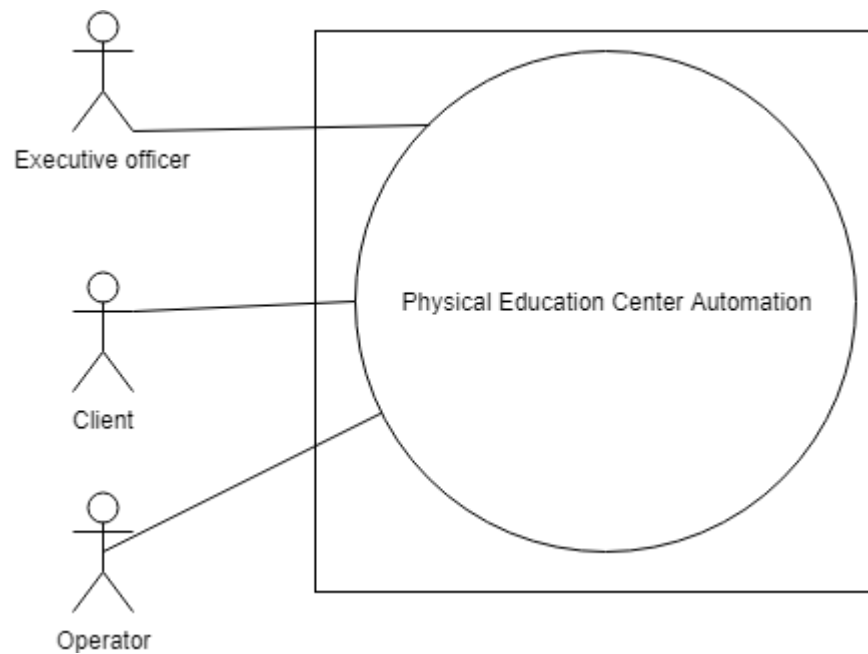 Executive officer
Physical Education Center Automation
Client
Operator